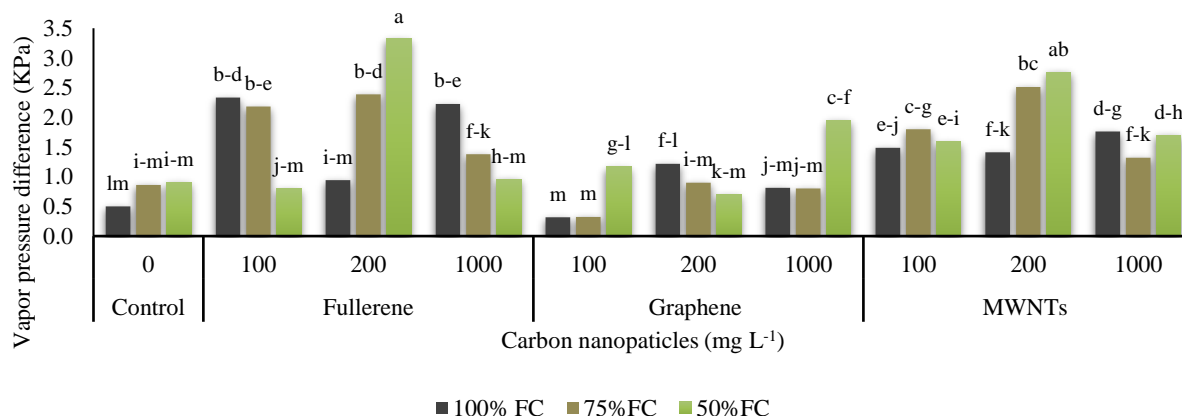 Vapor pressure difference (KPa)
3.5
3.0
2.5
2.0
1.5
1.0
0.5
0.0
lm i-m i-m
b-d b-e j-m
i-m b-d a
b-e f-k h-m
m m g-l
f-l i-m k-m
j-m j-m c-f
e-j c-g e-i
f-k bc ab
d-g f-k d-h
0 100 200 1000 100 200 1000 100 200 1000
Control Fullerene Graphene MWNTs
Carbon nanopaticles (mg L-1)
100% FC 75%FC 50%FC